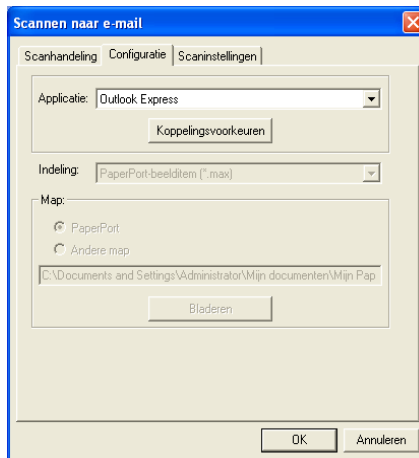 Scannen naar e-mail
Scanhandeling Configuratie Scaninstellingen
Applicatie: Outlook Express
Koppelingsvoorkeuren
Indeling: PaperPort-beelditem (*.max)
Map:
PaperPort
Andere map
C:\Documents and Settings\Administrator\Mijn documenten\Mijn Pap
Bladeren
OK Annuleren